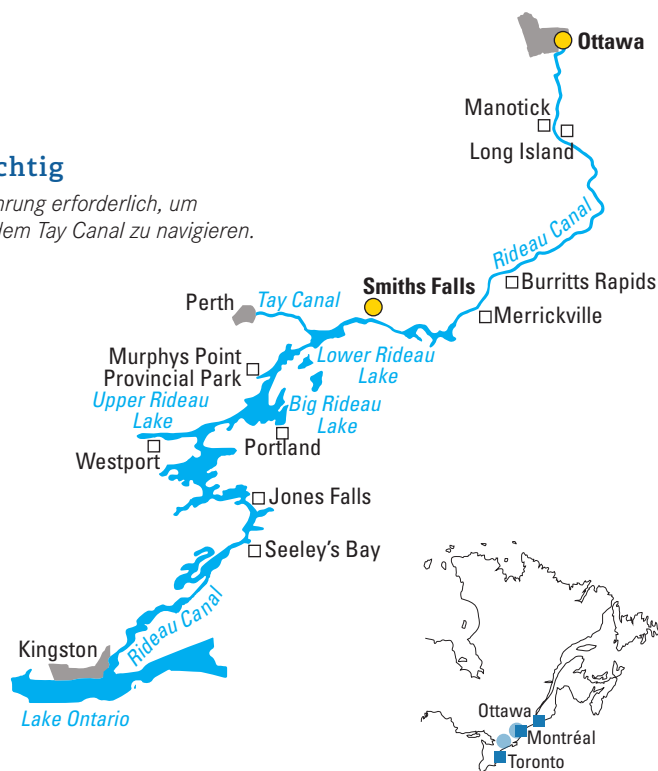 Ottawa
Manotick
Long Island
chtig
hrung erforderlich, um
dem Tay Canal zu navigieren.
Rideau Canal
Burritts Rapids
Smiths Falls
Perth
Tay Canal
Merrickville
Murphys Point
Provincial Park
Lower Rideau
Lake
Upper Rideau
Lake
Big Rideau
Lake
Portland
Westport
Jones Falls
Seeley's Bay
Rideau Canal
Kingston
Lake Ontario
Ottawa
Montréal
Toronto